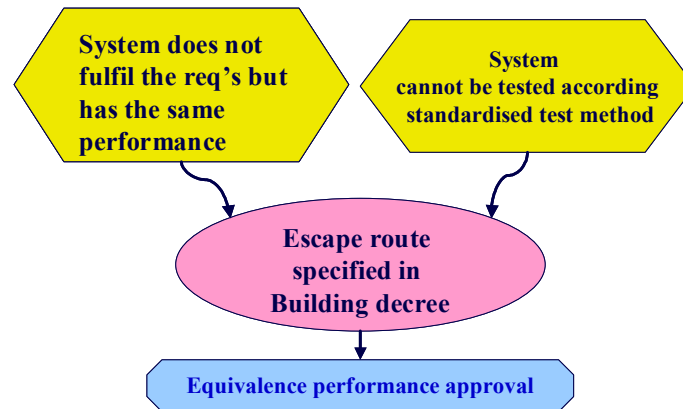 System does not
fulfil the req’s but
has the same
performance
System
cannot be tested according
standardised test method
Escape route
specified in
Building decree
Equivalence performance approval